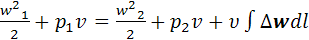 w²₁/2 + p₁v = w²₂/2 + p₂v + υ∫Δwdl